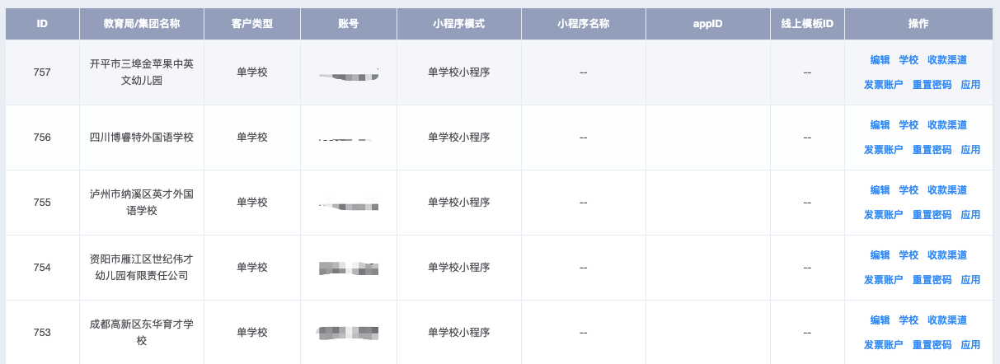 ID 教育局/集团名称 客户类型 账号 小程序模式 小程序名称 appID 线上模板ID 操作
757 开平市三埠金苹果中英文幼儿园 单学校 单学校小程序 -- -- 编辑 学校 收款渠道
发票账户 重置密码 应用
756 四川博睿特外国语学校 单学校 单学校小程序 -- -- 编辑 学校 收款渠道
发票账户 重置密码 应用
755 泸州市纳溪区英才外国语学校 单学校 单学校小程序 -- -- 编辑 学校 收款渠道
发票账户 重置密码 应用
754 资阳市雁江区世纪伟才幼儿园有限责任公司 单学校 单学校小程序 -- -- 编辑 学校 收款渠道
发票账户 重置密码 应用
753 成都高新区东华育才学校 单学校 单学校小程序 -- -- 编辑 学校 收款渠道
发票账户 重置密码 应用